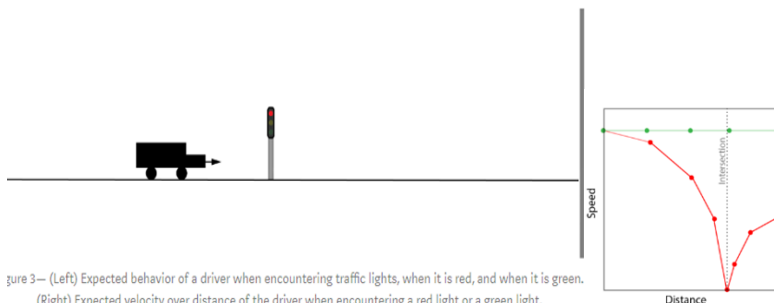 Speed
Intersection
Distance
gure 3— (Left) Expected behavior of a driver when encountering traffic lights, when it is red, and when it is green.
(Right) Expected velocity over distance of the driver when encountering a red light or a green light.